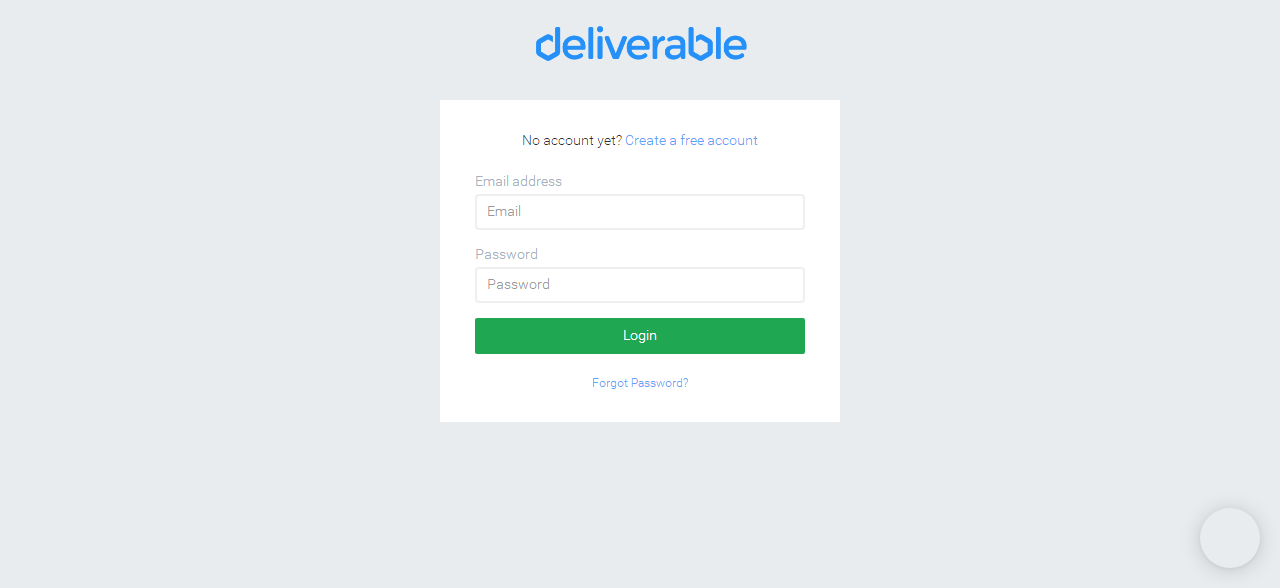 deliverable
No account yet? Create a free account
Email address
Email
Password
Password
Login
Forgot Password?